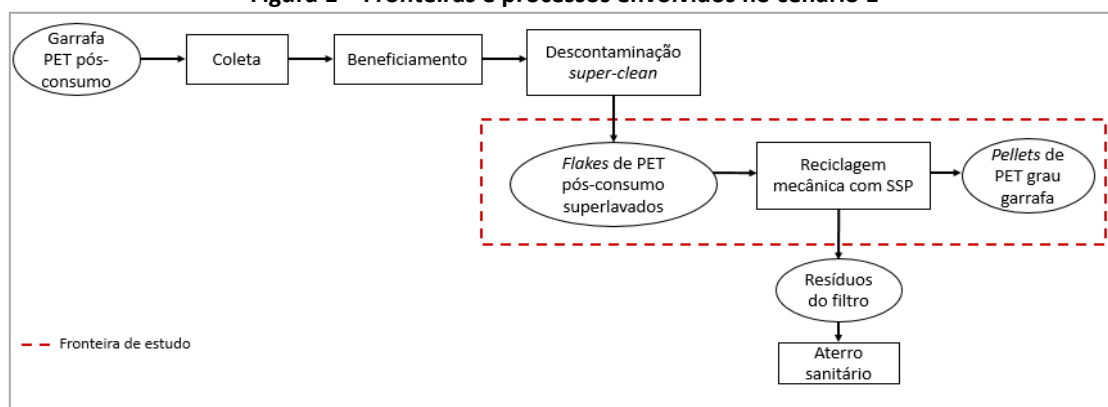 Garrafa
PET pós-
consumo
Coleta
Beneficiamento
Descontaminação
super-clean
Flakes de PET
pós-consumo
superlavados
Reciclagem
mecânica com SSP
Pellets de
PET grau
garrafa
Resíduos
do filtro
Fronteira de estudo
Aterro
sanitário